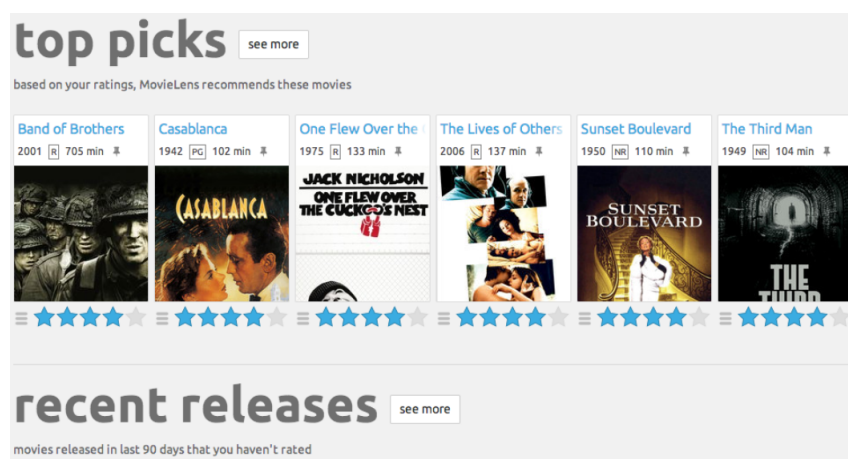 top picks see more
based on your ratings, MovieLens recommends these movies
Band of Brothers
2001 R 705 min
Casablanca
1942 PG 102 min
CASABLANCA
One Flew Over the
1975 R 133 min
JACK NICHOLSON
ONE FLEW OVER
THE CUCKOO'S NEST
The Lives of Others
2006 R 137 min
Sunset Boulevard
1950 NR 110 min
SUNSET
BOULEVARD
The Third Man
1949 NR 104 min
THE
THIRD
recent releases see more
movies released in last 90 days that you haven't rated